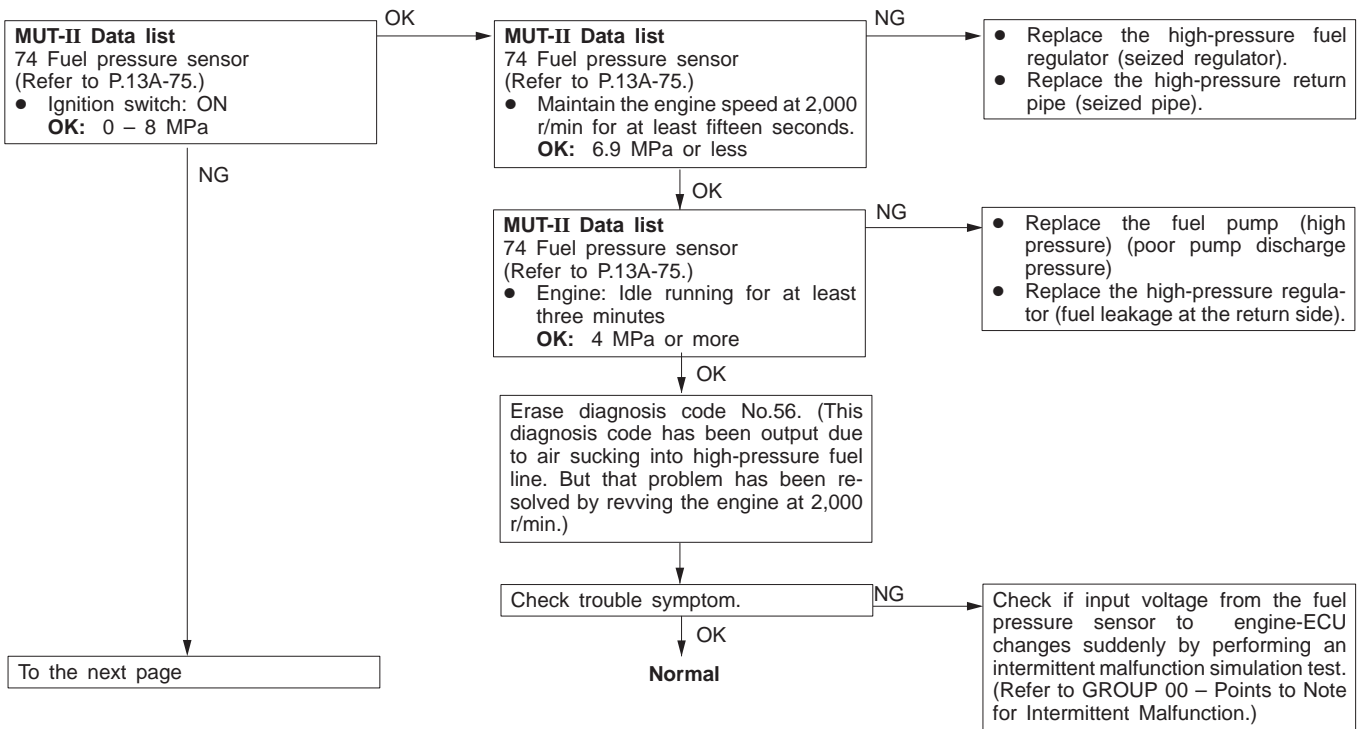 MUT-II Data list
74 Fuel pressure sensor
(Refer to P.13A-75.)
● Ignition switch: ON
OK: 0 – 8 MPa
OK
MUT-II Data list
74 Fuel pressure sensor
(Refer to P.13A-75.)
● Maintain the engine speed at 2,000
r/min for at least fifteen seconds.
OK: 6.9 MPa or less
NG
● Replace the high-pressure fuel
regulator (seized regulator).
● Replace the high-pressure return
pipe (seized pipe).
NG
OK
MUT-II Data list
74 Fuel pressure sensor
(Refer to P.13A-75.)
● Engine: Idle running for at least
three minutes
OK: 4 MPa or more
NG
● Replace the fuel pump (high
pressure) (poor pump discharge
pressure)
● Replace the high-pressure regula-
tor (fuel leakage at the return side).
OK
Erase diagnosis code No.56. (This
diagnosis code has been output due
to air sucking into high-pressure fuel
line. But that problem has been re-
solved by revving the engine at 2,000
r/min.)
Check trouble symptom.
NG
Check if input voltage from the fuel
pressure sensor to engine-ECU
changes suddenly by performing an
intermittent malfunction simulation test.
(Refer to GROUP 00 – Points to Note
for Intermittent Malfunction.)
OK
Normal
To the next page